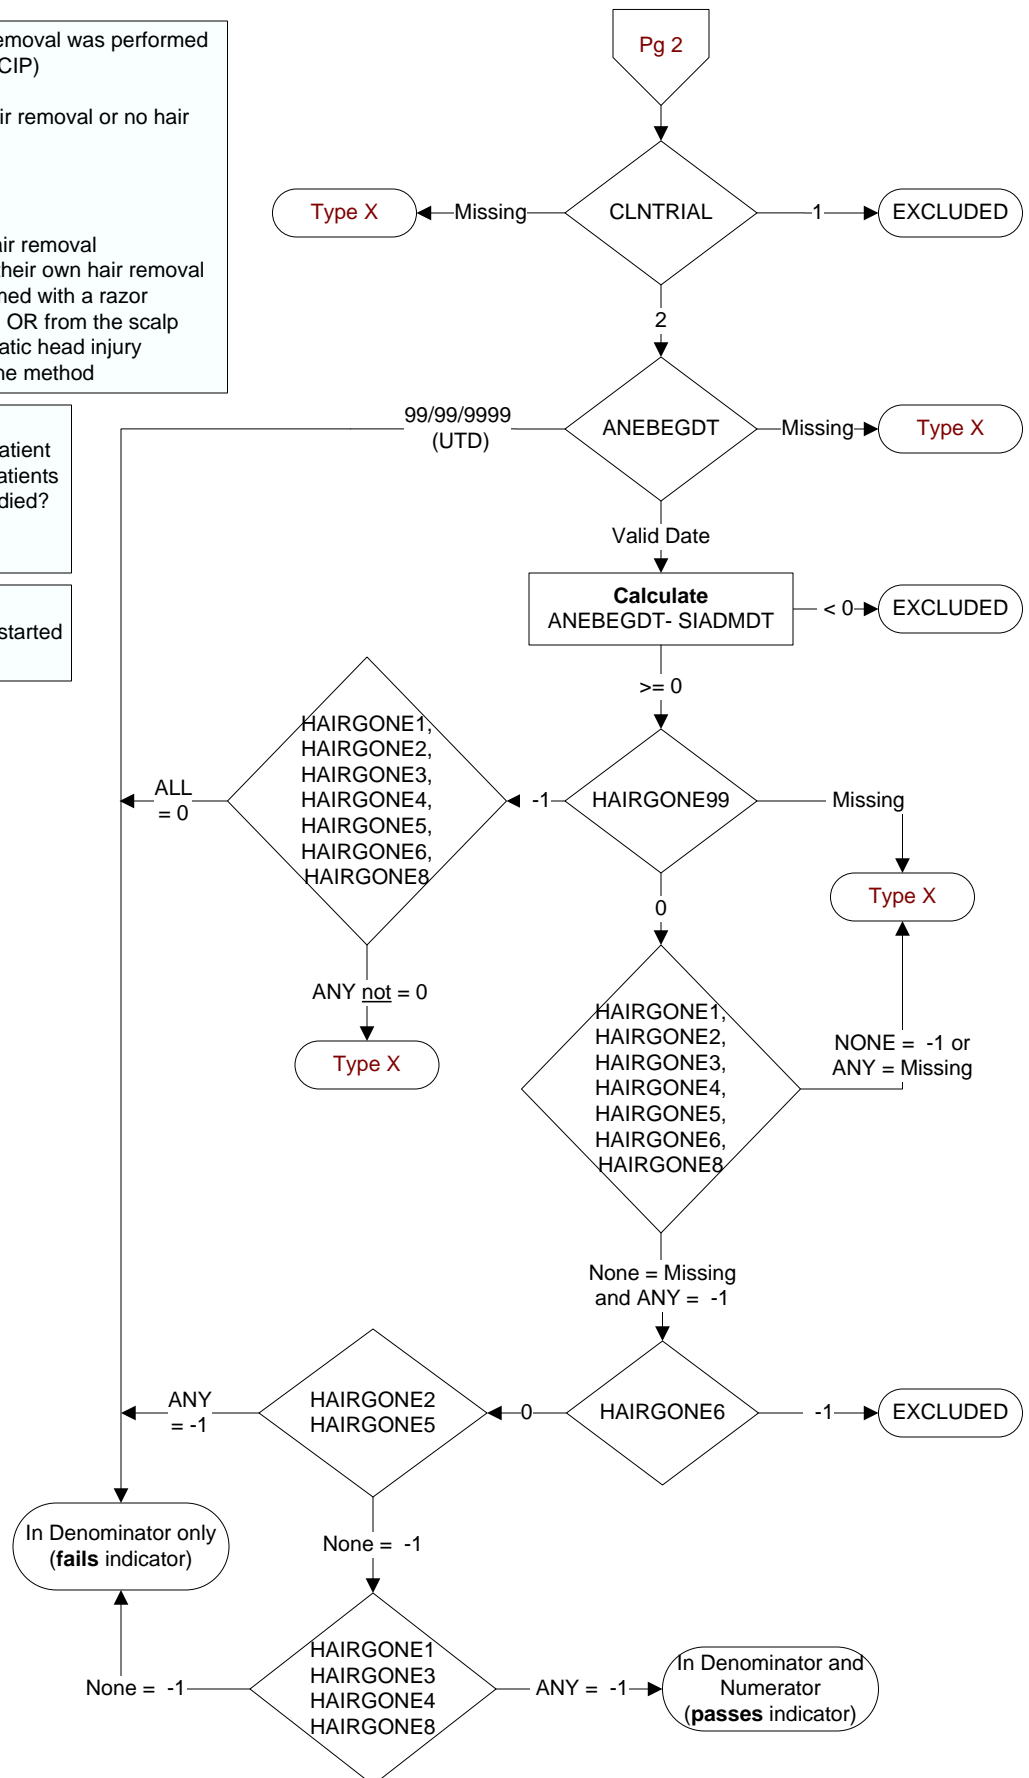 emoval was performed
CIP)
ir removal or no hair
air removal
their own hair removal
ned with a razor
OR from the scalp
atic head injury
ne method
atient
atients
died?
started
Pg 2
Type X
Missing
CLNTRIAL
1
EXCLUDED
2
99/99/9999
(UTD)
ANEBEGDT
Missing
Type X
Valid Date
Calculate
ANEBEGDT- SIADMDT
< 0
EXCLUDED
>= 0
HAIRGONE1,
HAIRGONE2,
HAIRGONE3,
HAIRGONE4,
HAIRGONE5,
HAIRGONE6,
HAIRGONE8
ALL
= 0
-1
HAIRGONE99
Missing
Type X
0
ANY not = 0
Type X
HAIRGONE1,
HAIRGONE2,
HAIRGONE3,
HAIRGONE4,
HAIRGONE5,
HAIRGONE6,
HAIRGONE8
NONE = -1 or
ANY = Missing
None = Missing
and ANY = -1
ANY
= -1
HAIRGONE2
HAIRGONE5
0
HAIRGONE6
-1
EXCLUDED
In Denominator only
(fails indicator)
None = -1
None = -1
HAIRGONE1
HAIRGONE3
HAIRGONE4
HAIRGONE8
ANY = -1
In Denominator and
Numerator
(passes indicator)